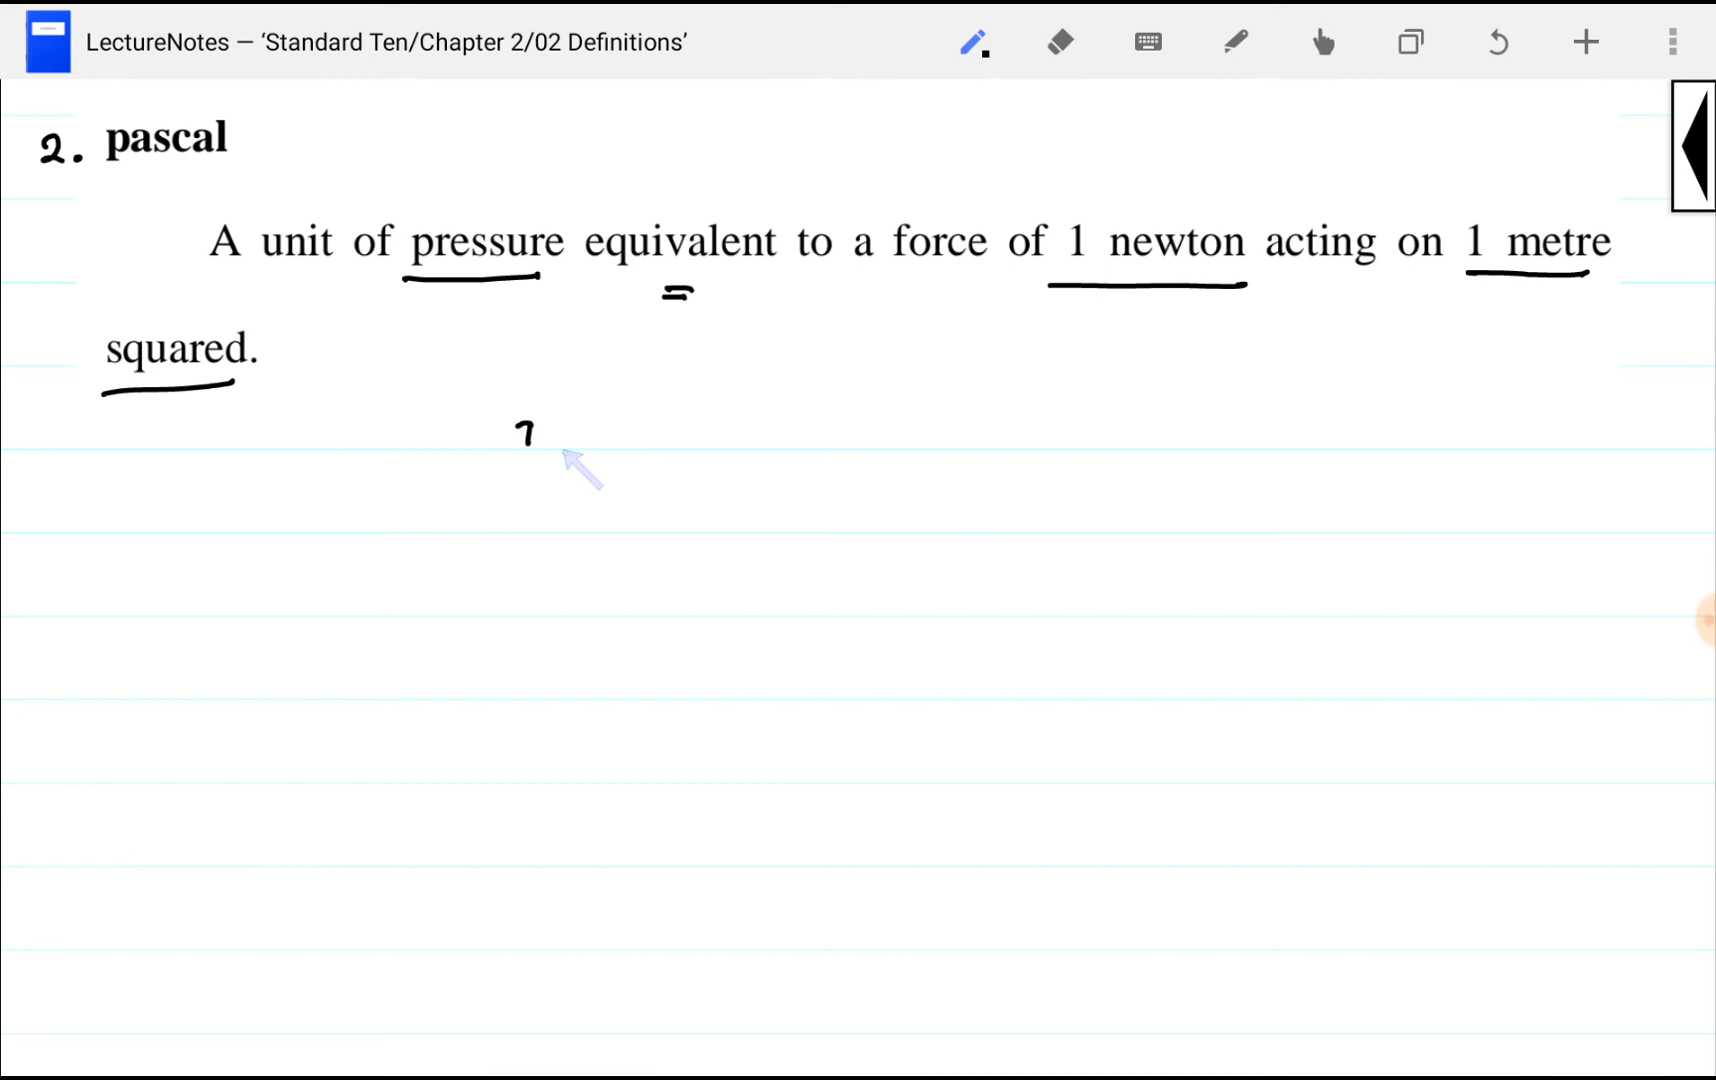 LectureNotes — ‘Standard Ten/Chapter 2/02 Definitions’
2. pascal
A unit of pressure equivalent to a force of 1 newton acting on 1 metre
squared.
=